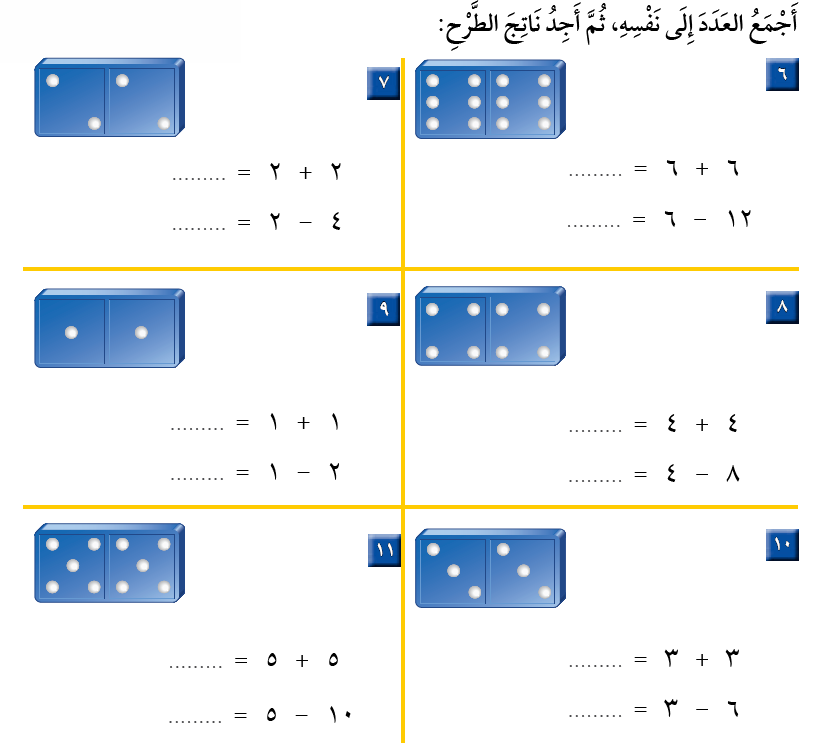 أَجْمَعُ العَدَدَ إِلَى نَفْسِهِ، ثُمَّ أَجِدُ نَاتِجَ الطَّرْحِ:
٦
٦ + ٦ = .........
١٢ − ٦ = .........
٧
٢ + ٢ = .........
٤ − ٢ = .........
٨
٤ + ٤ = .........
٨ − ٤ = .........
٩
١ + ١ = .........
٢ − ١ = .........
١٠
٣ + ٣ = .........
٦ − ٣ = .........
١١
٥ + ٥ = .........
١٠ − ٥ = .........